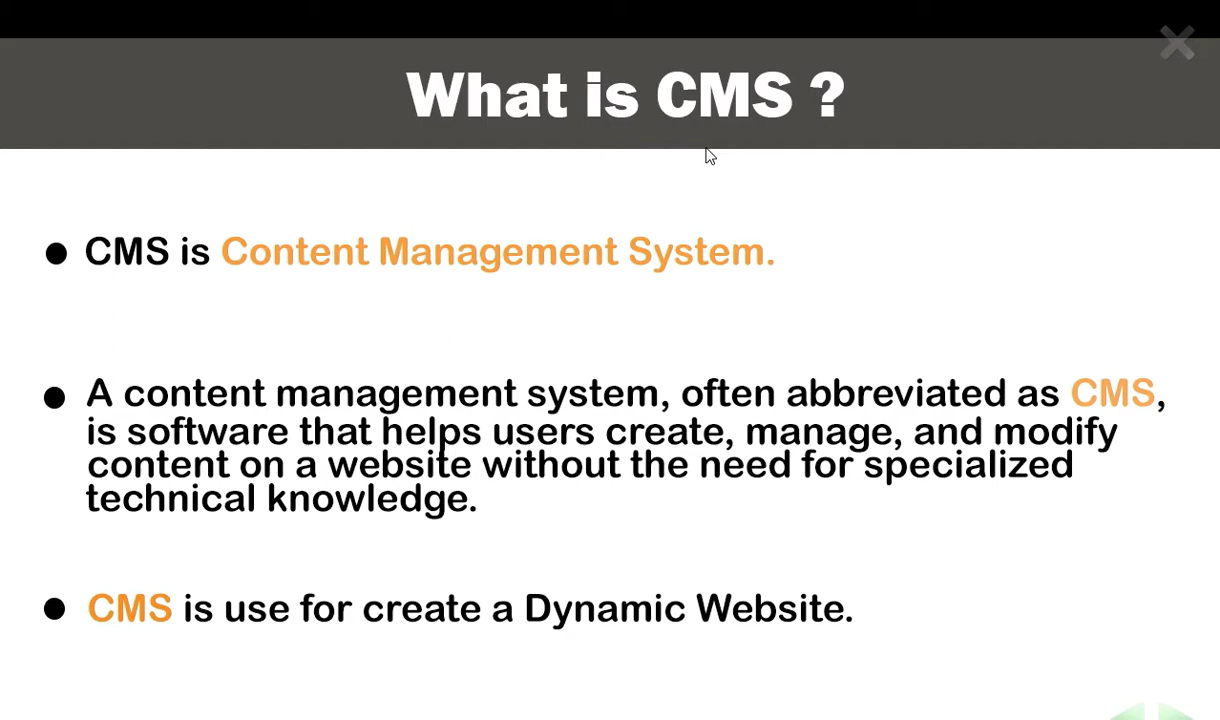 What is CMS ?
CMS is Content Management System.
A content management system, often abbreviated as CMS,
is software that helps users create, manage, and modify
content on a website without the need for specialized
technical knowledge.
CMS is use for create a Dynamic Website.